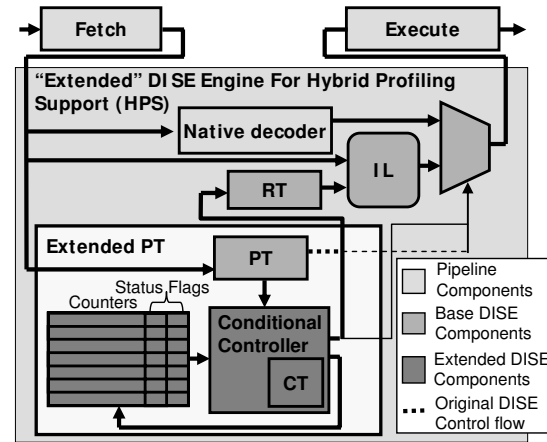 Fetch
Execute
“Extended” DISE Engine For Hybrid Profiling
Support (HPS)
Native decoder
IL
RT
Extended PT
PT
Status Flags
Counters
Conditional
Controller
CT
Pipeline
Components
Base DISE
Components
Extended DISE
Components
Original DISE
Control flow